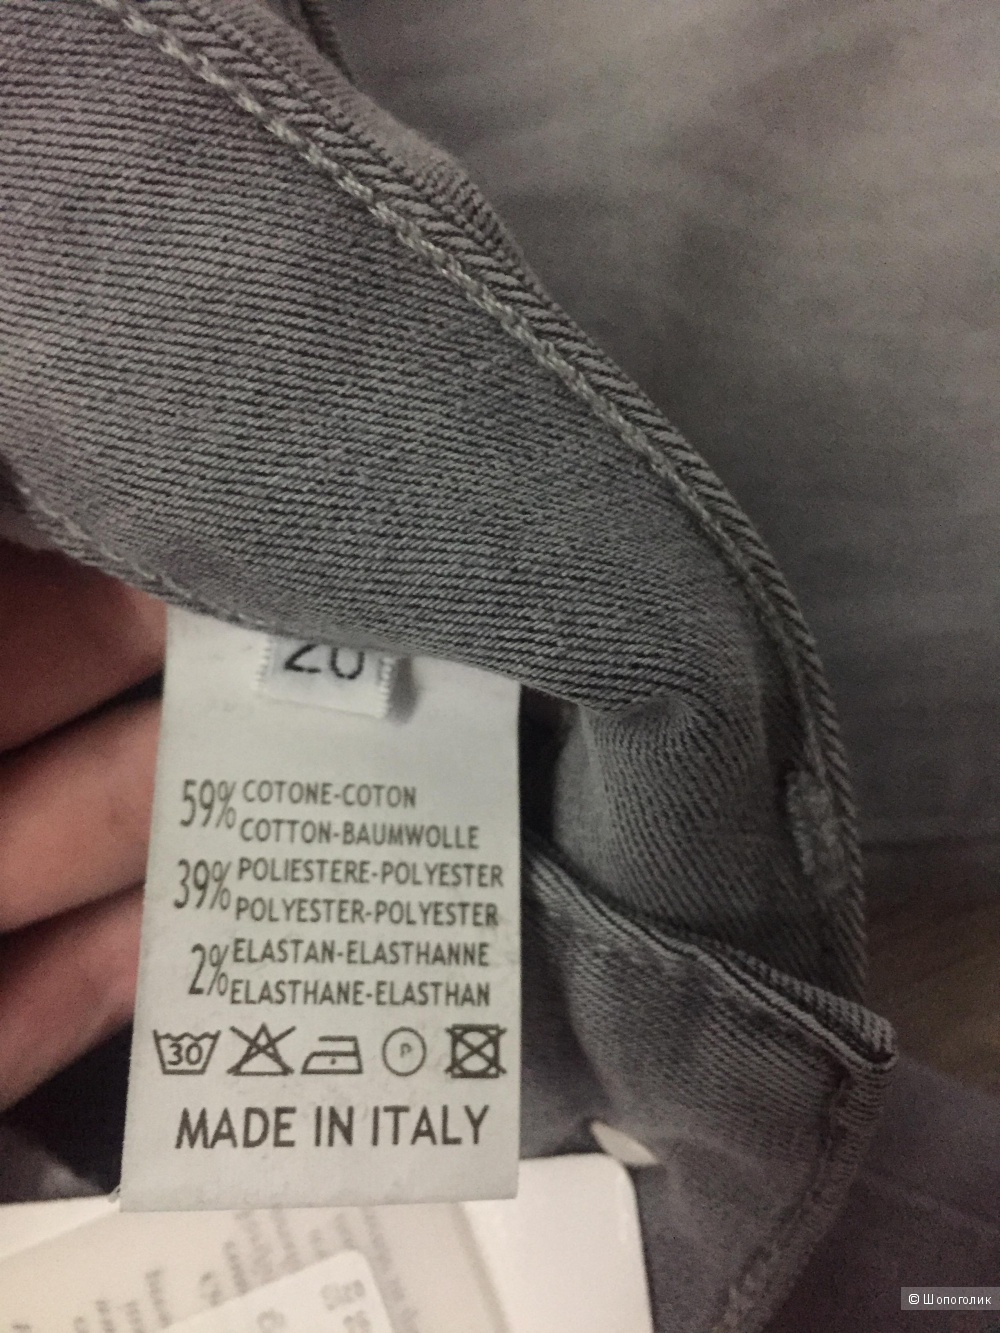 59% COTONE-COTON
COTTON-BAUMWOLLE
39% POLIESTERE-POLYESTER
POLYESTER-POLYESTER
2% ELASTAN-ELASTHANNE
ELASTHANE-ELASTHAN
30 P
MADE IN ITALY
© Шопоголик